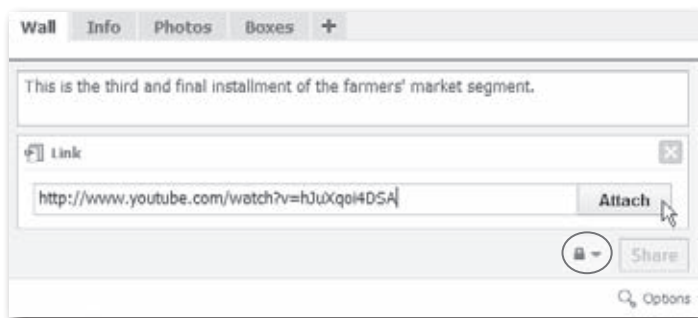 Wall Info Photos Boxes +
This is the third and final installment of the farmers' market segment.
Link
http://www.youtube.com/watch?v=hJuXqoi4DSA
Attach
Share
Options